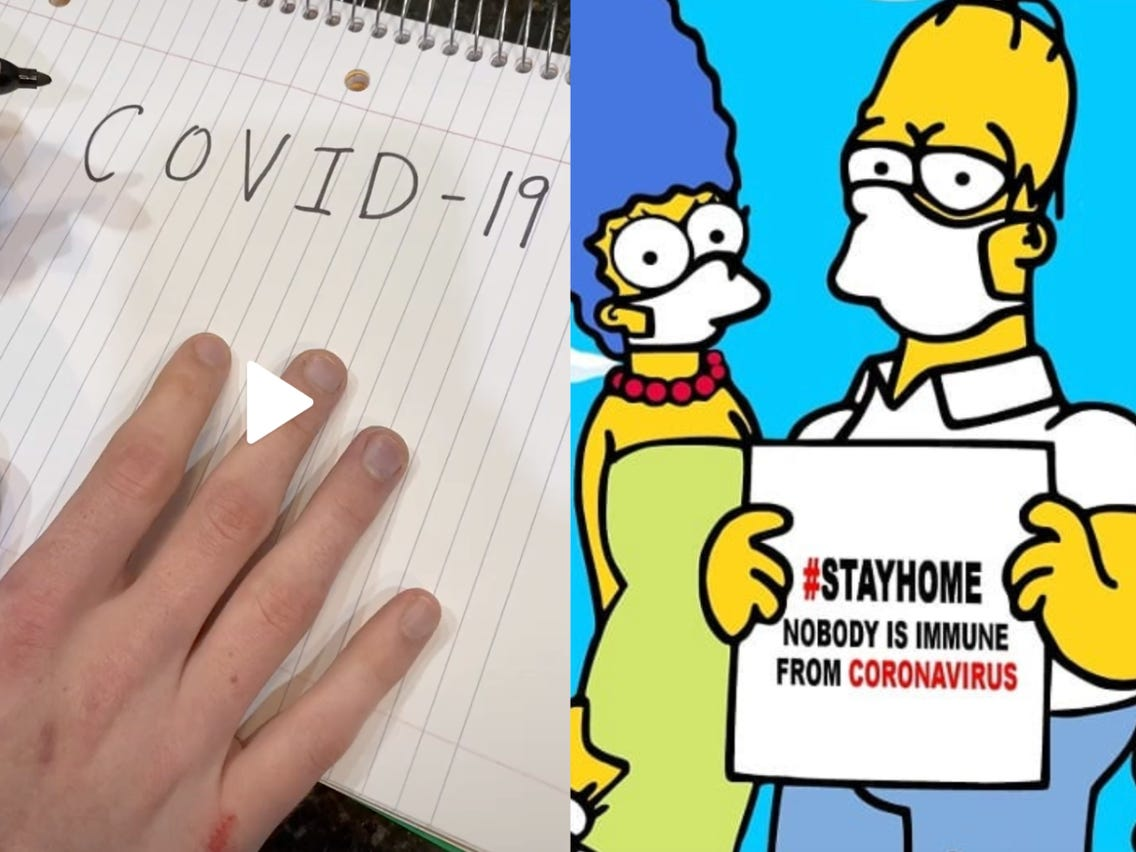 COVID-19
#STAYHOME
NOBODY IS IMMUNE
FROM CORONAVIRUS